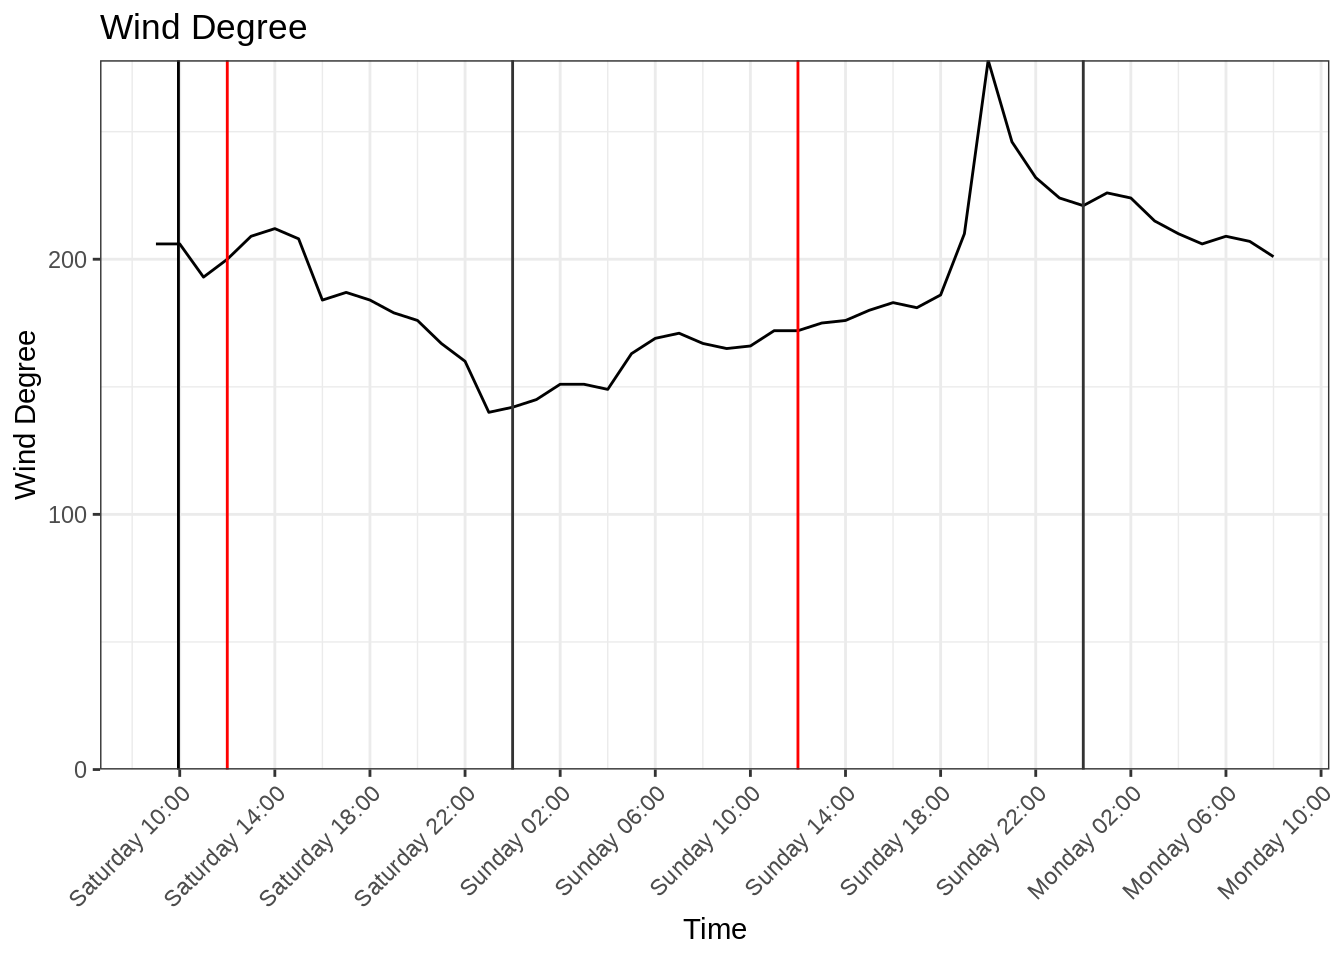 Wind Degree
Wind Degree
200
100
0
Saturday 10:00
Saturday 14:00
Saturday 18:00
Saturday 22:00
Sunday 02:00
Sunday 06:00
Sunday 10:00
Sunday 14:00
Sunday 18:00
Sunday 22:00
Monday 02:00
Monday 06:00
Monday 10:00
Time